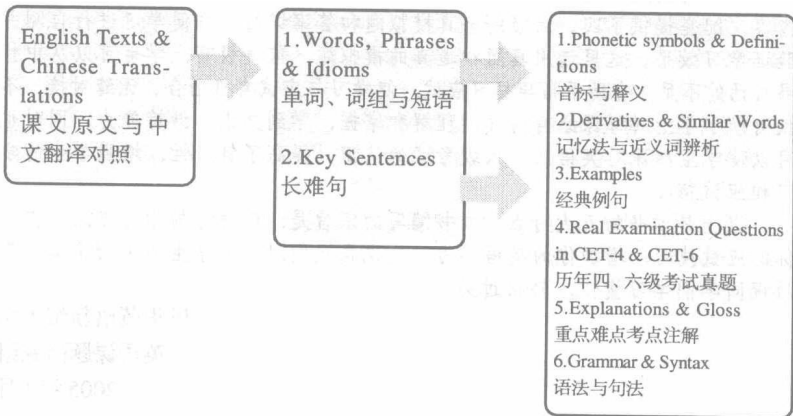 English Texts &
Chinese Trans-
lations
课文原文与中
文翻译对照
1.Words, Phrases
& Idioms
单词、词组与短语
2.Key Sentences
长难句
1.Phonetic symbols & Defini-
tions
音标与释义
2.Derivatives & Similar Words
记忆法与近义词辨析
3.Examples
经典例句
4.Real Examination Questions
in CET-4 & CET-6
历年四、六级考试真题
5.Explanations & Gloss
重点难点考点注解
6.Grammar & Syntax
语法与句法